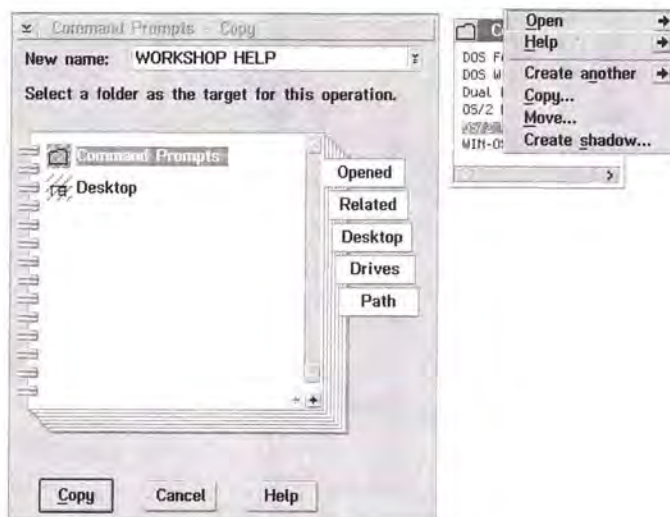 Command Prompts - Copy
New name: WORKSHOP HELP
Select a folder as the target for this operation.
Command Prompts
Desktop
Opened
Related
Desktop
Drives
Path
Copy
Cancel
Help
C
DOS F
DOS W
Dual
OS/2
WIN-OS
Open
Help
Create another
Copy...
Move...
Create shadow...